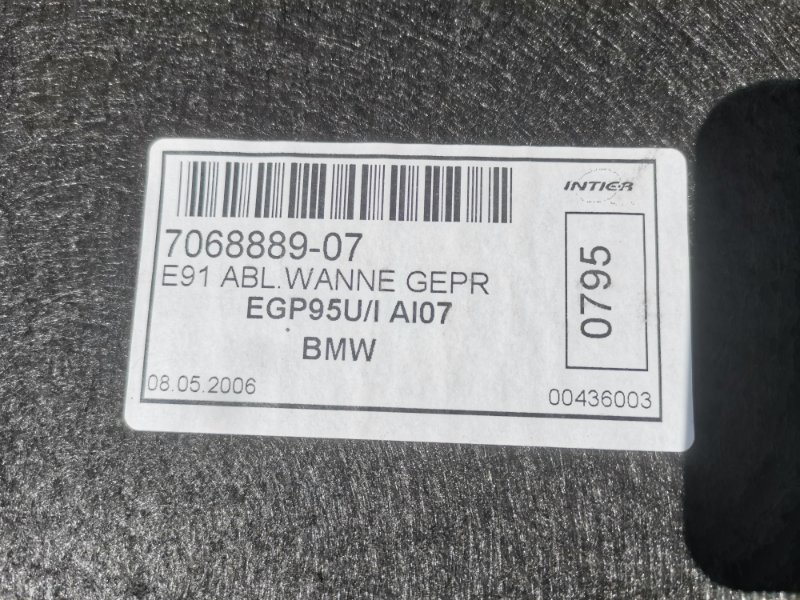 INTIER
7068889-07
E91 ABL.WANNE GEPR
EGP95U/I AI07
BMW
0795
08.05.2006
00436003